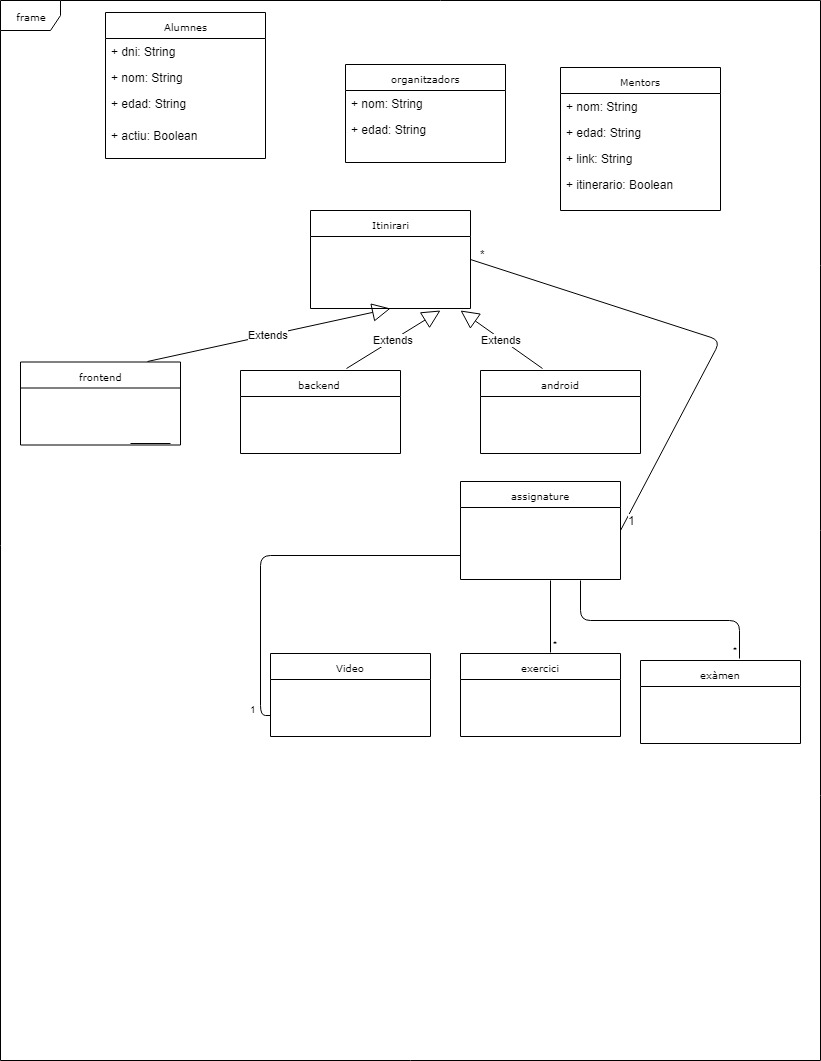 frame
Alumnes
+ dni: String
+ nom: String
+ edad: String
+ actiu: Boolean
organitzadors
+ nom: String
+ edad: String
Mentors
+ nom: String
+ edad: String
+ link: String
+ itinerario: Boolean
Itinirari
*
Extends
Extends
Extends
frontend
backend
android
assignature
1
Video
1
exercici
*
exàmen
*